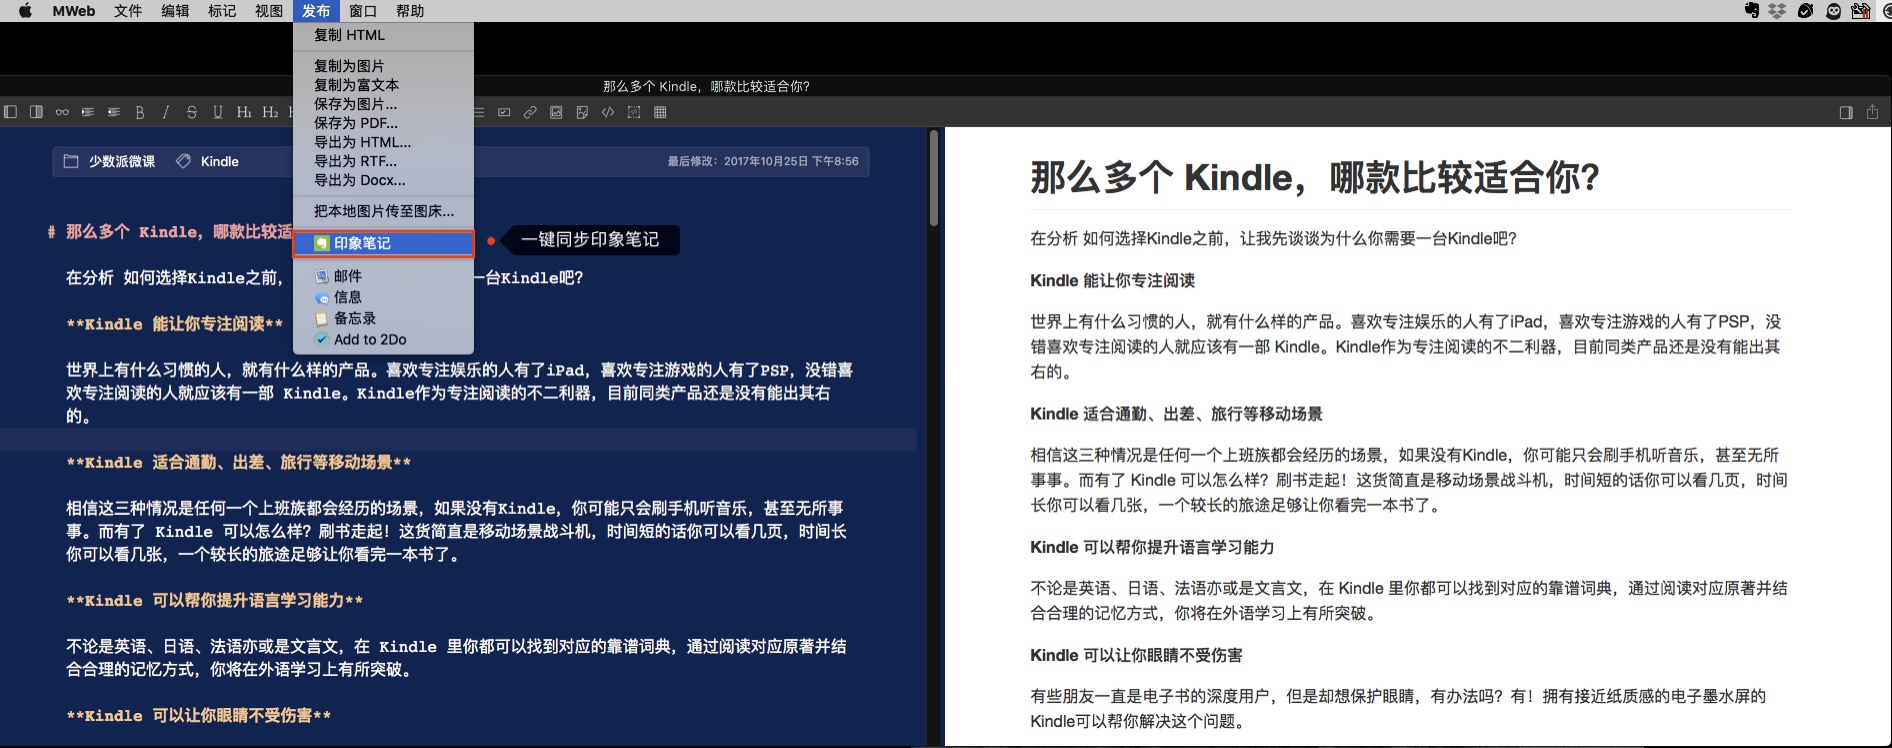 MWeb 文件 编辑 标记 视图 发布 窗口 帮助
复制 HTML
复制为图片
复制为富文本
保存为图片...
保存为 PDF...
导出为 HTML...
导出为 RTF...
导出为 Docx...
把本地图片传至图床...
印象笔记
邮件
信息
备忘录
Add to 2Do
一键同步印象笔记
那么多个 Kindle，哪款比较适合你？
B I S U H1 H2
少数派微课 Kindle
最后修改：2017年10月25日 下午8:56
# 那么多个 Kindle，哪款比较适
在分析 如何选择Kindle之前， 一台Kindle吧？
**Kindle 能让你专注阅读**
世界上有什么习惯的人，就有什么样的产品。喜欢专注娱乐的人有了iPad，喜欢专注游戏的人有了PSP，没错喜
欢专注阅读的人就应该有一部 Kindle。Kindle作为专注阅读的不二利器，目前同类产品还是没有能出其右
的。
**Kindle 适合通勤、出差、旅行等移动场景**
相信这三种情况是任何一个上班族都会经历的场景，如果没有Kindle，你可能只会刷手机听音乐，甚至无所事
事。而有了 Kindle 可以怎么样？刷书走起！这货简直是移动场景战斗机，时间短的话你可以看几页，时间长
你可以看几张，一个较长的旅途足够让你看完一本书了。
**Kindle 可以帮你提升语言学习能力**
不论是英语、日语、法语亦或是文言文，在 Kindle 里你都可以找到对应的靠谱词典，通过阅读对应原著并结
合合理的记忆方式，你将在外语学习上有所突破。
**Kindle 可以让你眼睛不受伤害**
那么多个 Kindle，哪款比较适合你？
在分析 如何选择Kindle之前，让我先谈谈为什么你需要一台Kindle吧？
Kindle 能让你专注阅读
世界上有什么习惯的人，就有什么样的产品。喜欢专注娱乐的人有了iPad，喜欢专注游戏的人有了PSP，没
错喜欢专注阅读的人就应该有一部 Kindle。Kindle作为专注阅读的不二利器，目前同类产品还是没有能出其
右的。
Kindle 适合通勤、出差、旅行等移动场景
相信这三种情况是任何一个上班族都会经历的场景，如果没有Kindle，你可能只会刷手机听音乐，甚至无所
事事。而有了 Kindle 可以怎么样？刷书走起！这货简直是移动场景战斗机，时间短的话你可以看几页，时间
长你可以看几张，一个较长的旅途足够让你看完一本书了。
Kindle 可以帮你提升语言学习能力
不论是英语、日语、法语亦或是文言文，在 Kindle 里你都可以找到对应的靠谱词典，通过阅读对应原著并结
合合理的记忆方式，你将在外语学习上有所突破。
Kindle 可以让你眼睛不受伤害
有些朋友一直是电子书的深度用户，但是却想保护眼睛，有办法吗？有！拥有接近纸质感的电子墨水屏的
Kindle可以帮你解决这个问题。